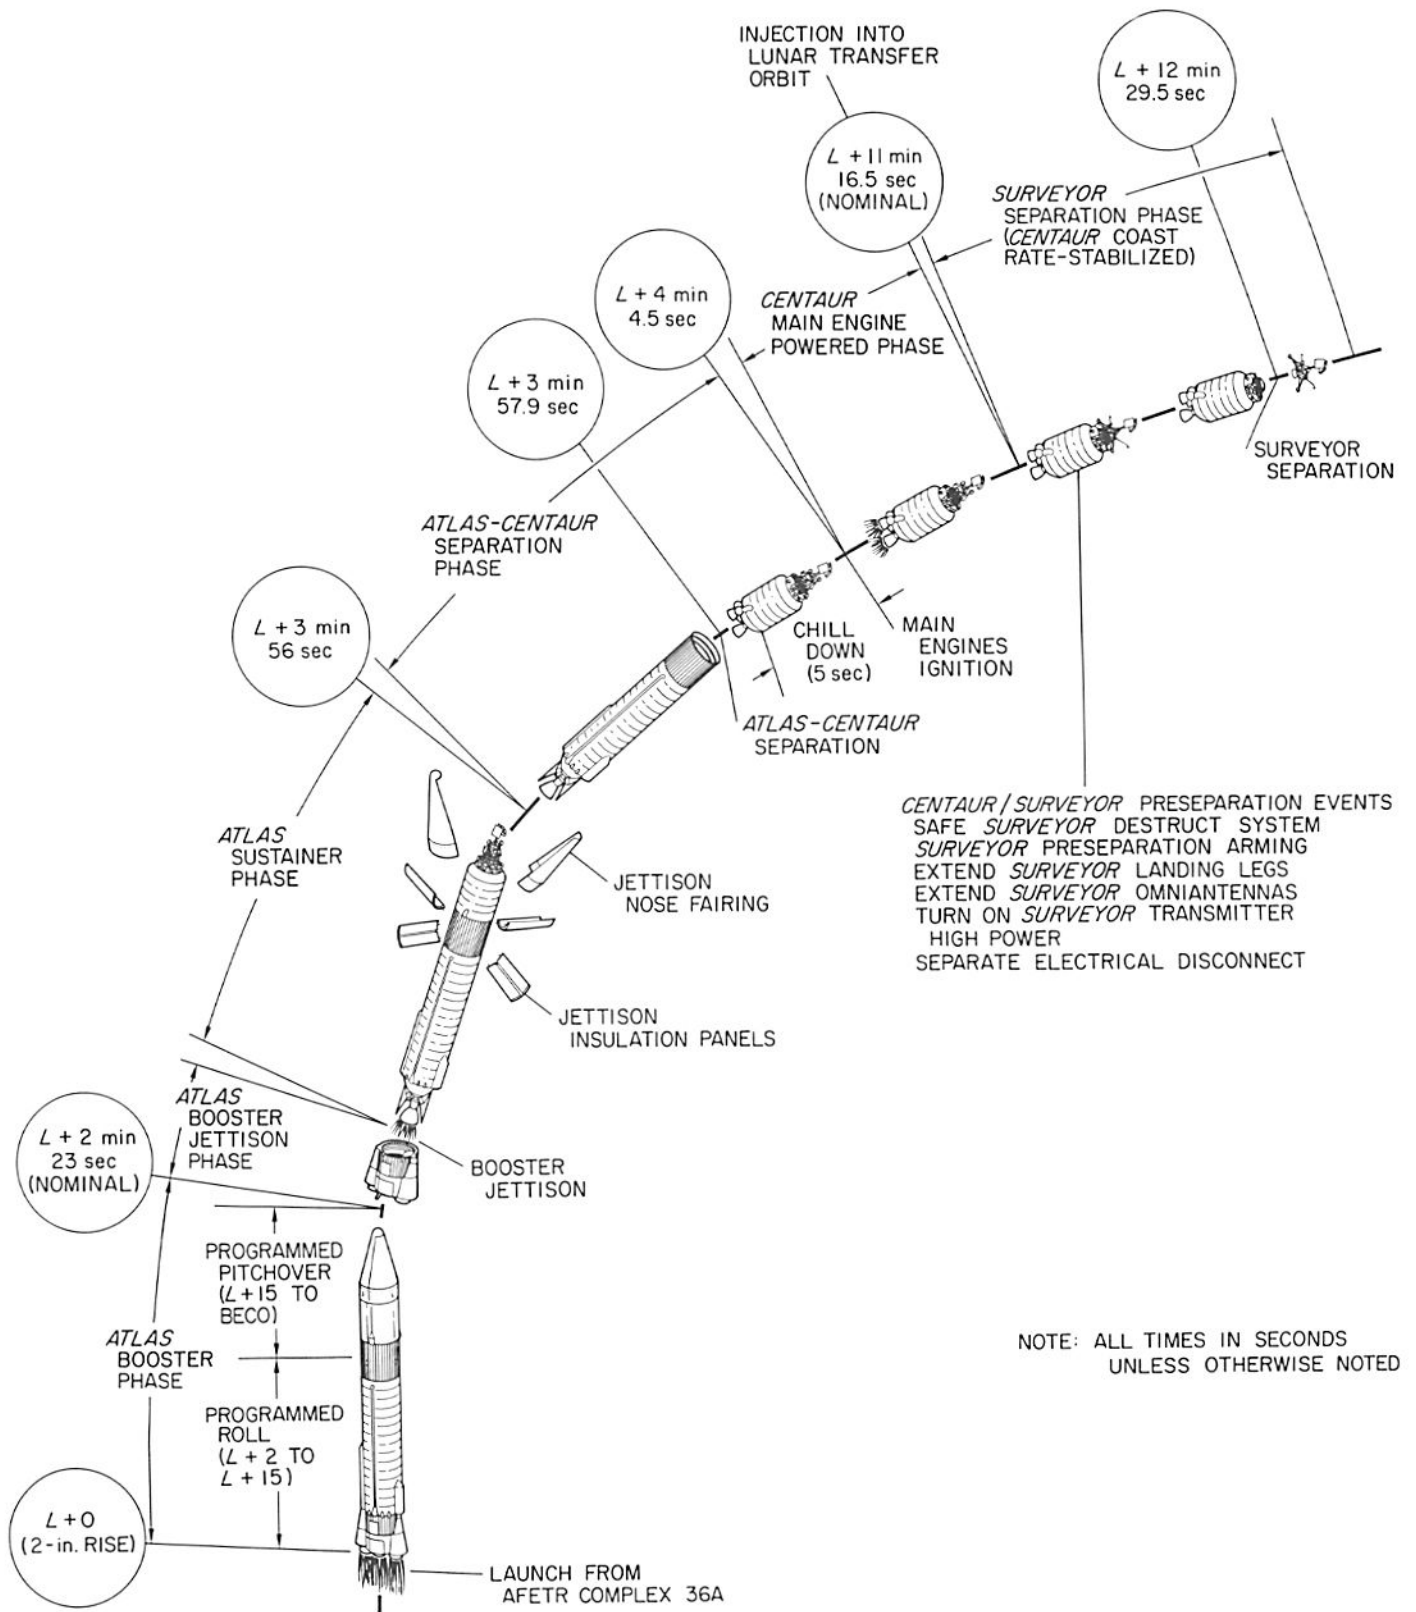 INJECTION INTO
LUNAR TRANSFER
ORBIT
L + 12 min
29.5 sec
L + 11 min
16.5 sec
(NOMINAL)
SURVEYOR
SEPARATION PHASE
(CENTAUR COAST
RATE-STABILIZED)
L + 4 min
4.5 sec
CENTAUR
MAIN ENGINE
POWERED PHASE
L + 3 min
57.9 sec
SURVEYOR
SEPARATION
ATLAS-CENTAUR
SEPARATION
PHASE
L + 3 min
56 sec
CHILL
DOWN
(5 sec)
MAIN
ENGINES
IGNITION
ATLAS-CENTAUR
SEPARATION
CENTAUR/SURVEYOR PRESEPARATION EVENTS
SAFE SURVEYOR DESTRUCT SYSTEM
SURVEYOR PRESEPARATION ARMING
EXTEND SURVEYOR LANDING LEGS
EXTEND SURVEYOR OMNIANTENNAS
TURN ON SURVEYOR TRANSMITTER
HIGH POWER
SEPARATE ELECTRICAL DISCONNECT
ATLAS
SUSTAINER
PHASE
JETTISON
NOSE FAIRING
JETTISON
INSULATION PANELS
ATLAS
BOOSTER
JETTISON
PHASE
L + 2 min
23 sec
(NOMINAL)
BOOSTER
JETTISON
PROGRAMMED
PITCHOVER
(L+15 TO
BECO)
ATLAS
BOOSTER
PHASE
NOTE: ALL TIMES IN SECONDS
UNLESS OTHERWISE NOTED
PROGRAMMED
ROLL
(L + 2 TO
L + 15)
L + 0
(2-in. RISE)
LAUNCH FROM
AFETR COMPLEX 36A